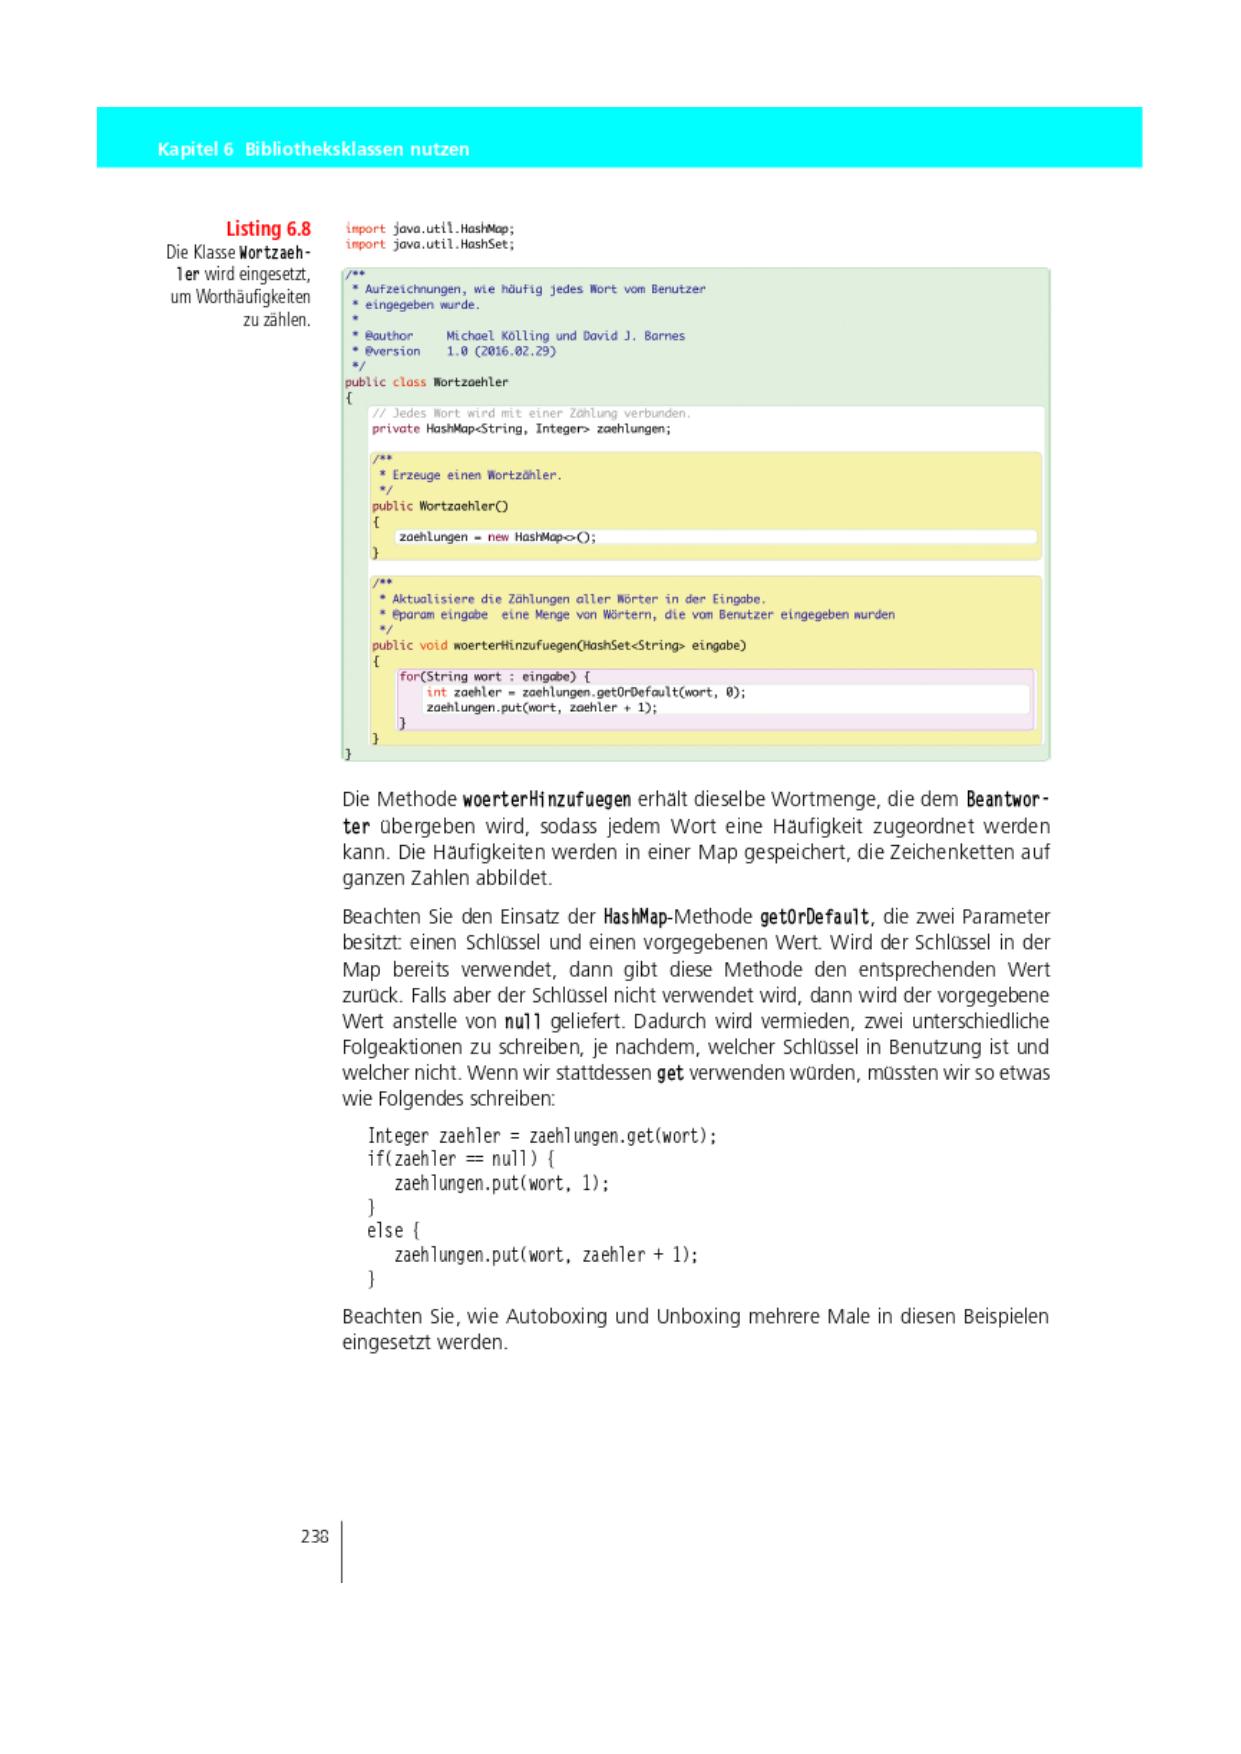 Kapitel 6 Bibliotheksklassen nutzen
Listing 6.8
Die Klasse Wortzaeh-
ler wird eingesetzt,
um Worthäufigkeiten
zu zählen.
import java.util.HashMap;
import java.util.HashSet;
/**
 * Aufzeichnungen, wie häufig jedes Wort vom Benutzer
 * eingegeben wurde.
 *
 * @author     Michael Kölling und David J. Barnes
 * @version    1.0 (2016.02.29)
 */
public class Wortzaehler
{
    // Jedes Wort wird mit einer Zählung verbunden.
    private HashMap<String, Integer> zaehlungen;
    /**
     * Erzeuge einen Wortzähler.
     */
    public Wortzaehler()
    {
        zaehlungen = new HashMap<>();
    }
    /**
     * Aktualisiere die Zählungen aller Wörter in der Eingabe.
     * @param eingabe  eine Menge von Wörtern, die vom Benutzer eingegeben wurden
     */
    public void woerterHinzufuegen(HashSet<String> eingabe)
    {
        for(String wort : eingabe) {
            int zaehler = zaehlungen.getOrDefault(wort, 0);
            zaehlungen.put(wort, zaehler + 1);
        }
    }
}
Die Methode woerterHinzufuegen erhält dieselbe Wortmenge, die dem Beantwor-
ter übergeben wird, sodass jedem Wort eine Häufigkeit zugeordnet werden
kann. Die Häufigkeiten werden in einer Map gespeichert, die Zeichenketten auf
ganzen Zahlen abbildet.
Beachten Sie den Einsatz der HashMap-Methode getOrDefault, die zwei Parameter
besitzt: einen Schlüssel und einen vorgegebenen Wert. Wird der Schlüssel in der
Map bereits verwendet, dann gibt diese Methode den entsprechenden Wert
zurück. Falls aber der Schlüssel nicht verwendet wird, dann wird der vorgegebene
Wert anstelle von null geliefert. Dadurch wird vermieden, zwei unterschiedliche
Folgeaktionen zu schreiben, je nachdem, welcher Schlüssel in Benutzung ist und
welcher nicht. Wenn wir stattdessen get verwenden würden, müssten wir so etwas
wie Folgendes schreiben:
Integer zaehler = zaehlungen.get(wort);
if(zaehler == null) {
   zaehlungen.put(wort, 1);
}
else {
   zaehlungen.put(wort, zaehler + 1);
}
Beachten Sie, wie Autoboxing und Unboxing mehrere Male in diesen Beispielen
eingesetzt werden.
238